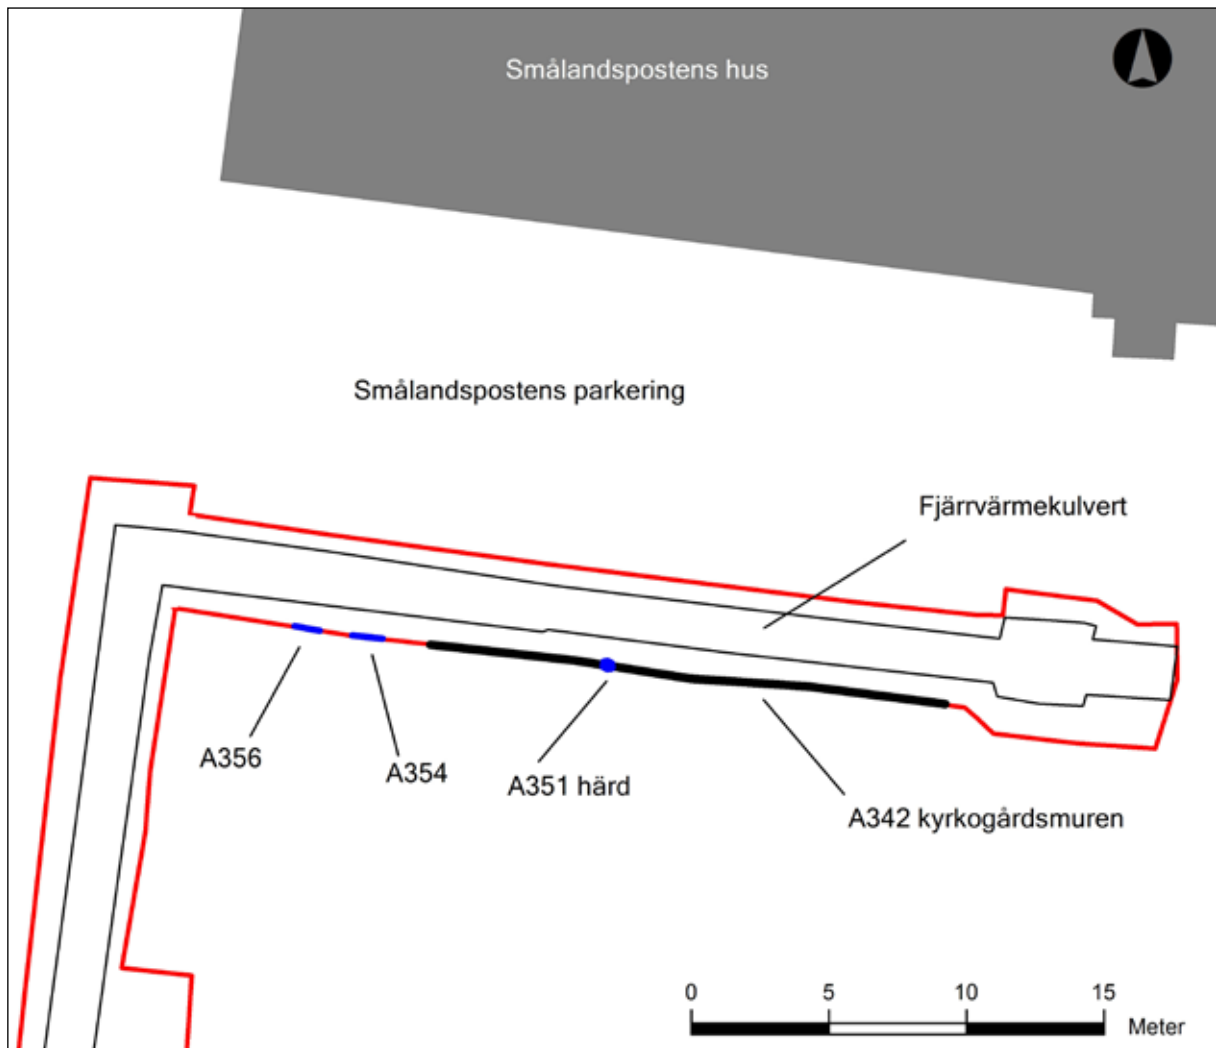 Smålandspostens hus
Smålandspostens parkering
Fjärrvärmekulvert
A356
A354
A351 härd
A342 kyrkogårdsmuren
0 5 10 15
Meter